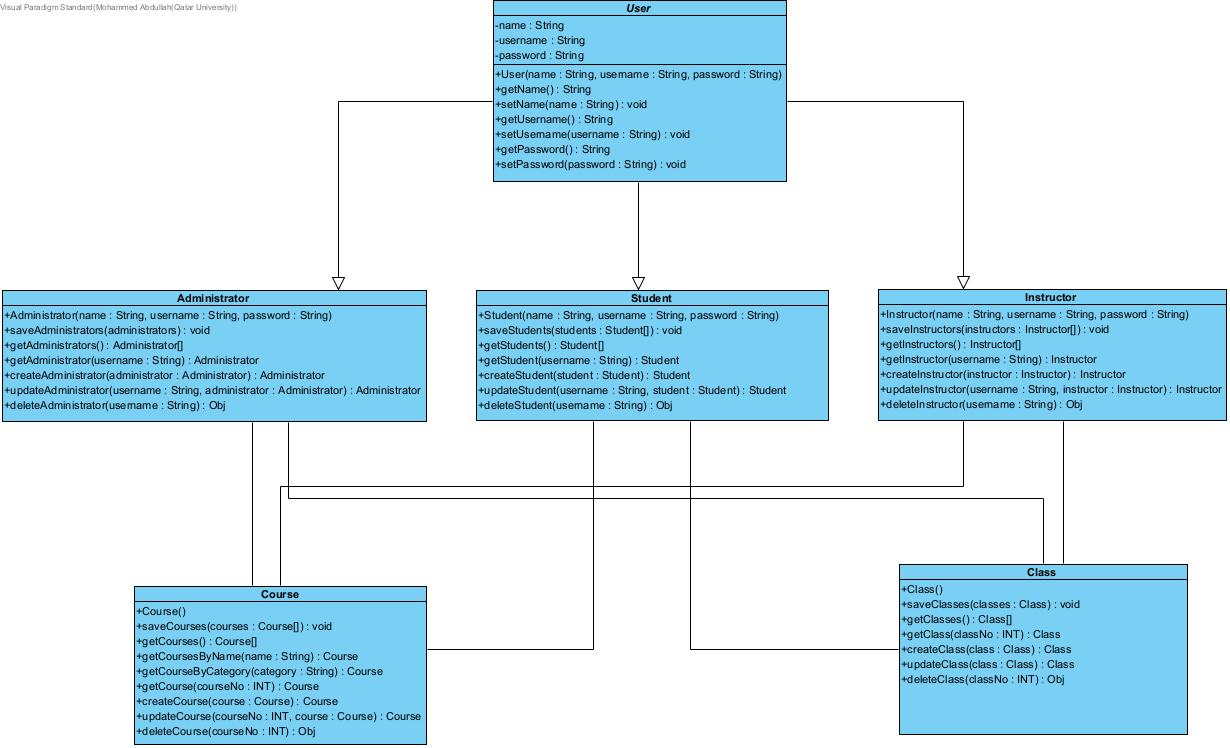 Visual Paradigm Standard(Mohammed Abdullah(Qatar University))
User
-name : String
-username : String
-password : String
+User(name : String, username : String, password : String)
+getName() : String
+setName(name : String) : void
+getUsername() : String
+setUsername(username : String) : void
+getPassword() : String
+setPassword(password : String) : void
Administrator
+Administrator(name : String, username : String, password : String)
+saveAdministrators(administrators) : void
+getAdministrators() : Administrator[]
+getAdministrator(username : String) : Administrator
+createAdministrator(administrator : Administrator) : Administrator
+updateAdministrator(username : String, administrator : Administrator) : Administrator
+deleteAdministrator(username : String) : Obj
Student
+Student(name : String, username : String, password : String)
+saveStudents(students : Student[]) : void
+getStudents() : Student[]
+getStudent(username : String) : Student
+createStudent(student : Student) : Student
+updateStudent(username : String, student : Student) : Student
+deleteStudent(username : String) : Obj
Instructor
+Instructor(name : String, username : String, password : String)
+saveInstructors(instructors : Instructor[]) : void
+getInstructors() : Instructor[]
+getInstructor(username : String) : Instructor
+createInstructor(instructor : Instructor) : Instructor
+updateInstructor(username : String, instructor : Instructor) : Instructor
+deleteInstructor(username : String) : Obj
Course
+Course()
+saveCourses(courses : Course[]) : void
+getCourses() : Course[]
+getCoursesByName(name : String) : Course
+getCourseByCategory(category : String) : Course
+getCourse(courseNo : INT) : Course
+createCourse(course : Course) : Course
+updateCourse(courseNo : INT, course : Course) : Course
+deleteCourse(courseNo : INT) : Obj
Class
+Class()
+saveClasses(classes : Class) : void
+getClasses() : Class[]
+getClass(classNo : INT) : Class
+createClass(class : Class) : Class
+updateClass(class : Class) : Class
+deleteClass(classNo : INT) : Obj